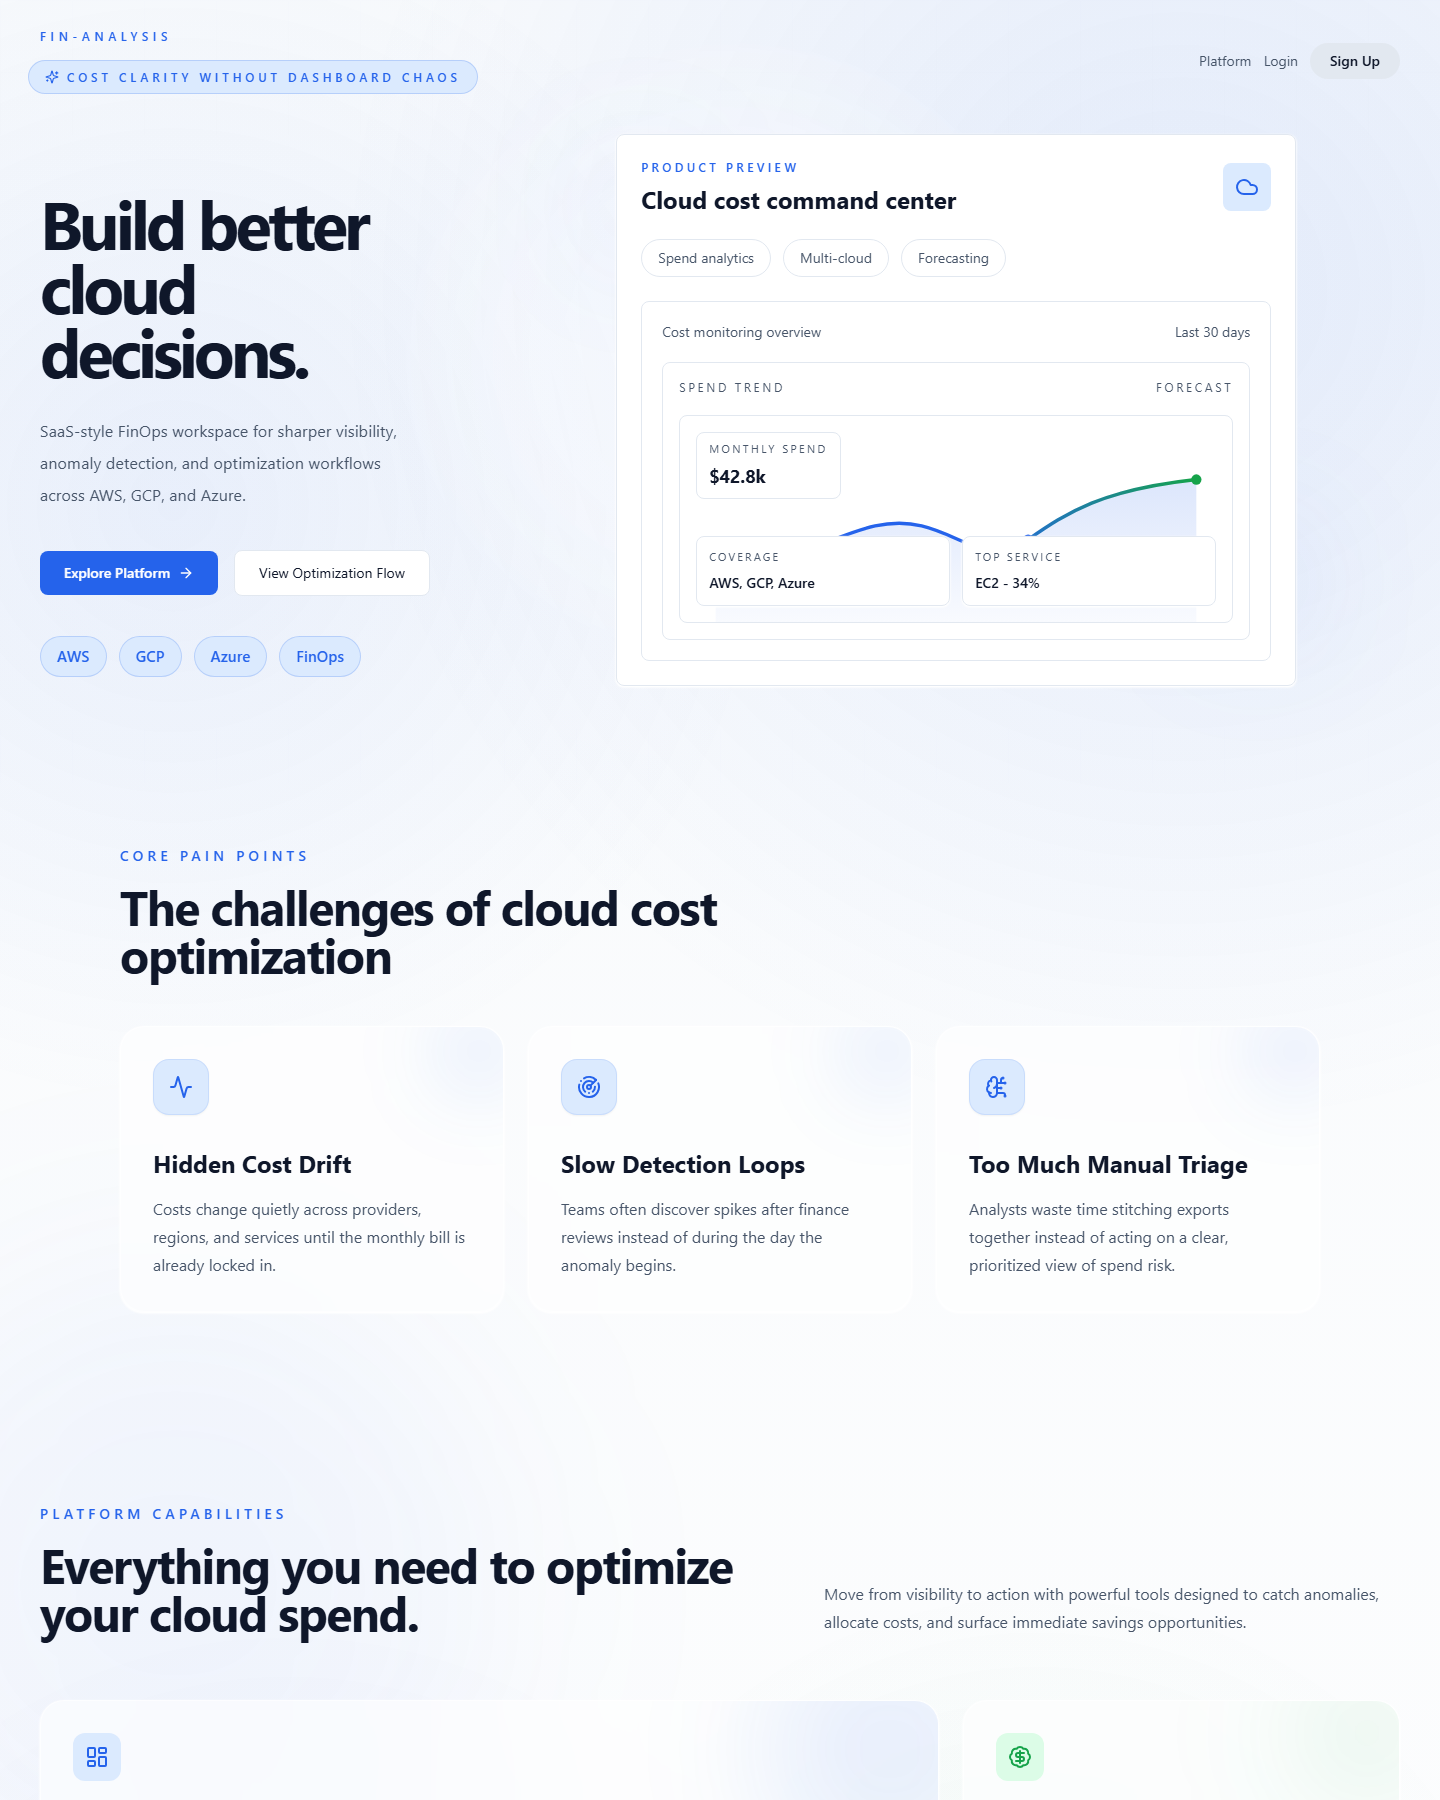 FIN-ANALYSIS
COST CLARITY WITHOUT DASHBOARD CHAOS
Platform
Login
Sign Up
Build better
cloud
decisions.
SaaS-style FinOps workspace for sharper visibility,
anomaly detection, and optimization workflows
across AWS, GCP, and Azure.
Explore Platform
View Optimization Flow
AWS
GCP
Azure
FinOps
PRODUCT PREVIEW
Cloud cost command center
Spend analytics
Multi-cloud
Forecasting
Cost monitoring overview
Last 30 days
SPEND TREND
FORECAST
MONTHLY SPEND
$42.8k
COVERAGE
AWS, GCP, Azure
TOP SERVICE
EC2 - 34%
CORE PAIN POINTS
The challenges of cloud cost
optimization
Hidden Cost Drift
Costs change quietly across providers,
regions, and services until the monthly bill is
already locked in.
Slow Detection Loops
Teams often discover spikes after finance
reviews instead of during the day the
anomaly begins.
Too Much Manual Triage
Analysts waste time stitching exports
together instead of acting on a clear,
prioritized view of spend risk.
PLATFORM CAPABILITIES
Everything you need to optimize
your cloud spend.
Move from visibility to action with powerful tools designed to catch anomalies,
allocate costs, and surface immediate savings opportunities.